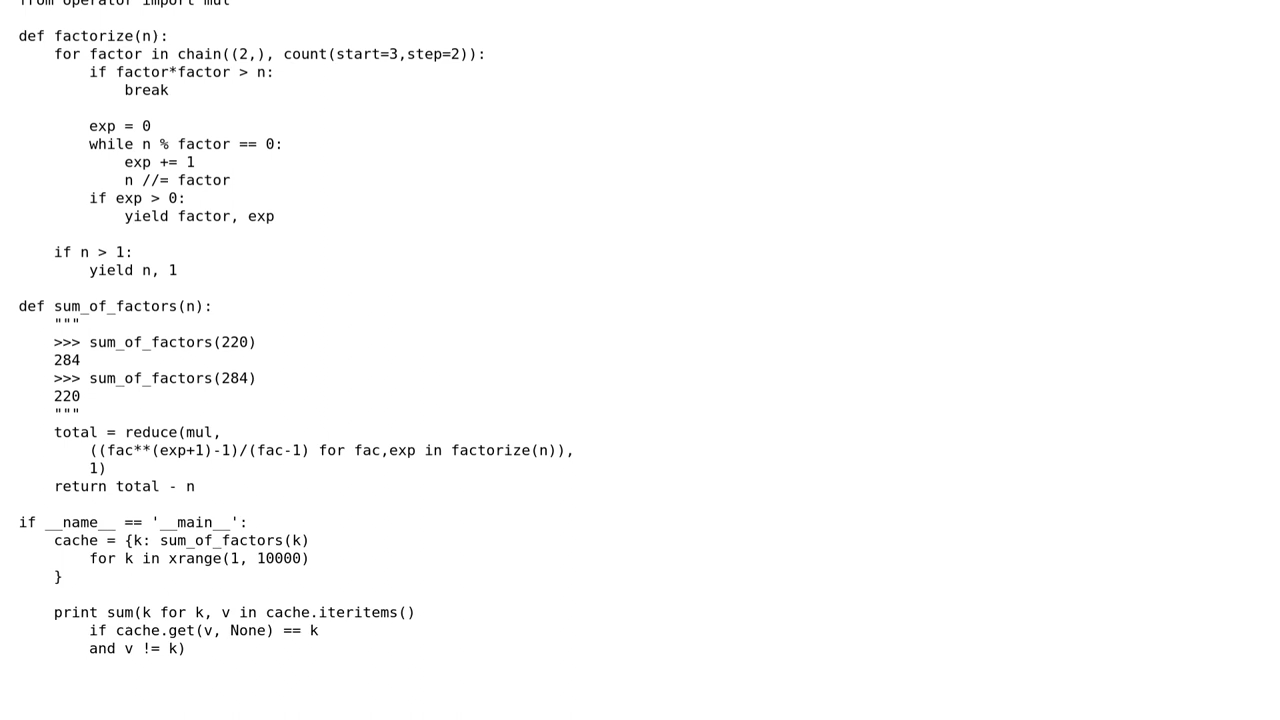 from operator import mul

def factorize(n):
    for factor in chain((2,), count(start=3,step=2)):
        if factor*factor > n:
            break

        exp = 0
        while n % factor == 0:
            exp += 1
            n //= factor
        if exp > 0:
            yield factor, exp

    if n > 1:
        yield n, 1

def sum_of_factors(n):
    """
    >>> sum_of_factors(220)
    284
    >>> sum_of_factors(284)
    220
    """
    total = reduce(mul,
        ((fac**(exp+1)-1)/(fac-1) for fac,exp in factorize(n)),
        1)
    return total - n

if __name__ == '__main__':
    cache = {k: sum_of_factors(k)
        for k in xrange(1, 10000)
    }

    print sum(k for k, v in cache.iteritems()
        if cache.get(v, None) == k
        and v != k)